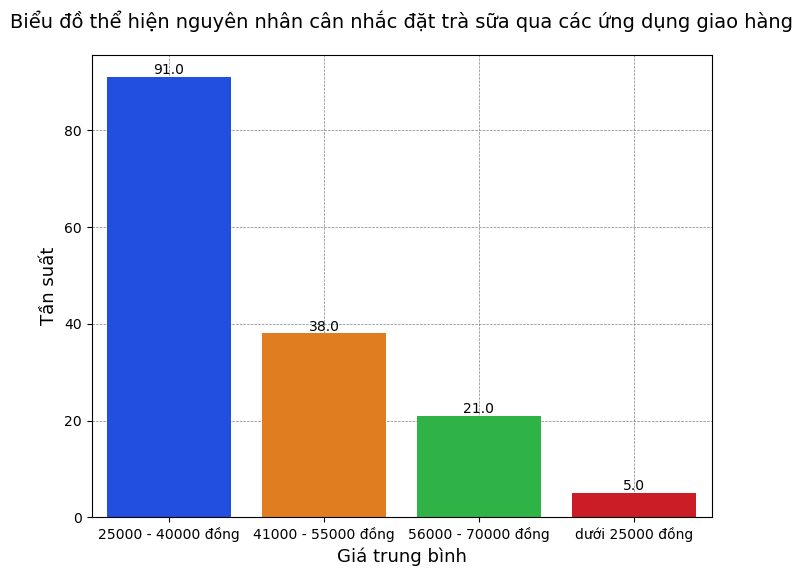 Biểu đồ thể hiện nguyên nhân cân nhắc đặt trà sữa qua các ứng dụng giao hàng
91.0
80
60
Tần suất
40
38.0
21.0
20
5.0
0
25000 - 40000 đồng
41000 - 55000 đồng
56000 - 70000 đồng
dưới 25000 đồng
Giá trung bình